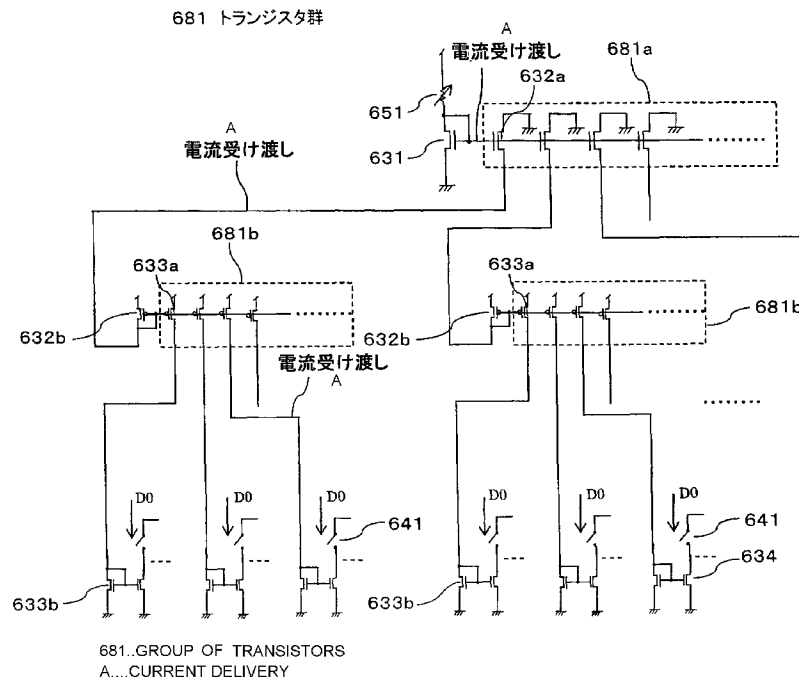 681 トランジスタ群
A
電流受け渡し
681a
632a
651
631
A
電流受け渡し
681b
633a
632b
633a
681b
632b
電流受け渡し
A
D0
D0
D0
641
633b
D0
D0
D0
641
634
633b
681..GROUP OF TRANSISTORS
A....CURRENT DELIVERY